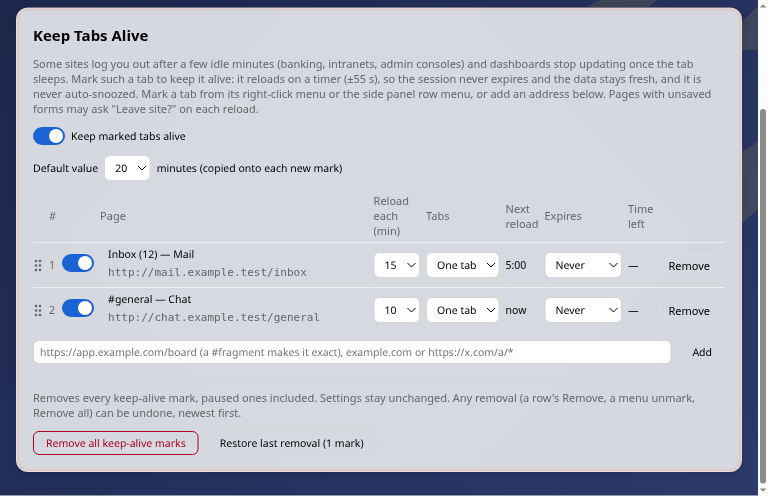 Keep Tabs Alive
Some sites log you out after a few idle minutes (banking, intranets, admin consoles) and dashboards stop updating once the tab
sleeps. Mark such a tab to keep it alive: it reloads on a timer (±55 s), so the session never expires and the data stays fresh, and it is
never auto-snoozed. Mark a tab from its right-click menu or the side panel row menu, or add an address below. Pages with unsaved
forms may ask "Leave site?" on each reload.
Keep marked tabs alive
Default value 20 minutes (copied onto each new mark)
# Page Reload each (min) Tabs Next reload Expires Time left
1 Inbox (12) — Mail
http://mail.example.test/inbox
15 One tab 5:00 Never — Remove
2 #general — Chat
http://chat.example.test/general
10 One tab now Never — Remove
https://app.example.com/board (a #fragment makes it exact), example.com or https://x.com/a/* Add
Removes every keep-alive mark, paused ones included. Settings stay unchanged. Any removal (a row's Remove, a menu unmark,
Remove all) can be undone, newest first.
Remove all keep-alive marks Restore last removal (1 mark)